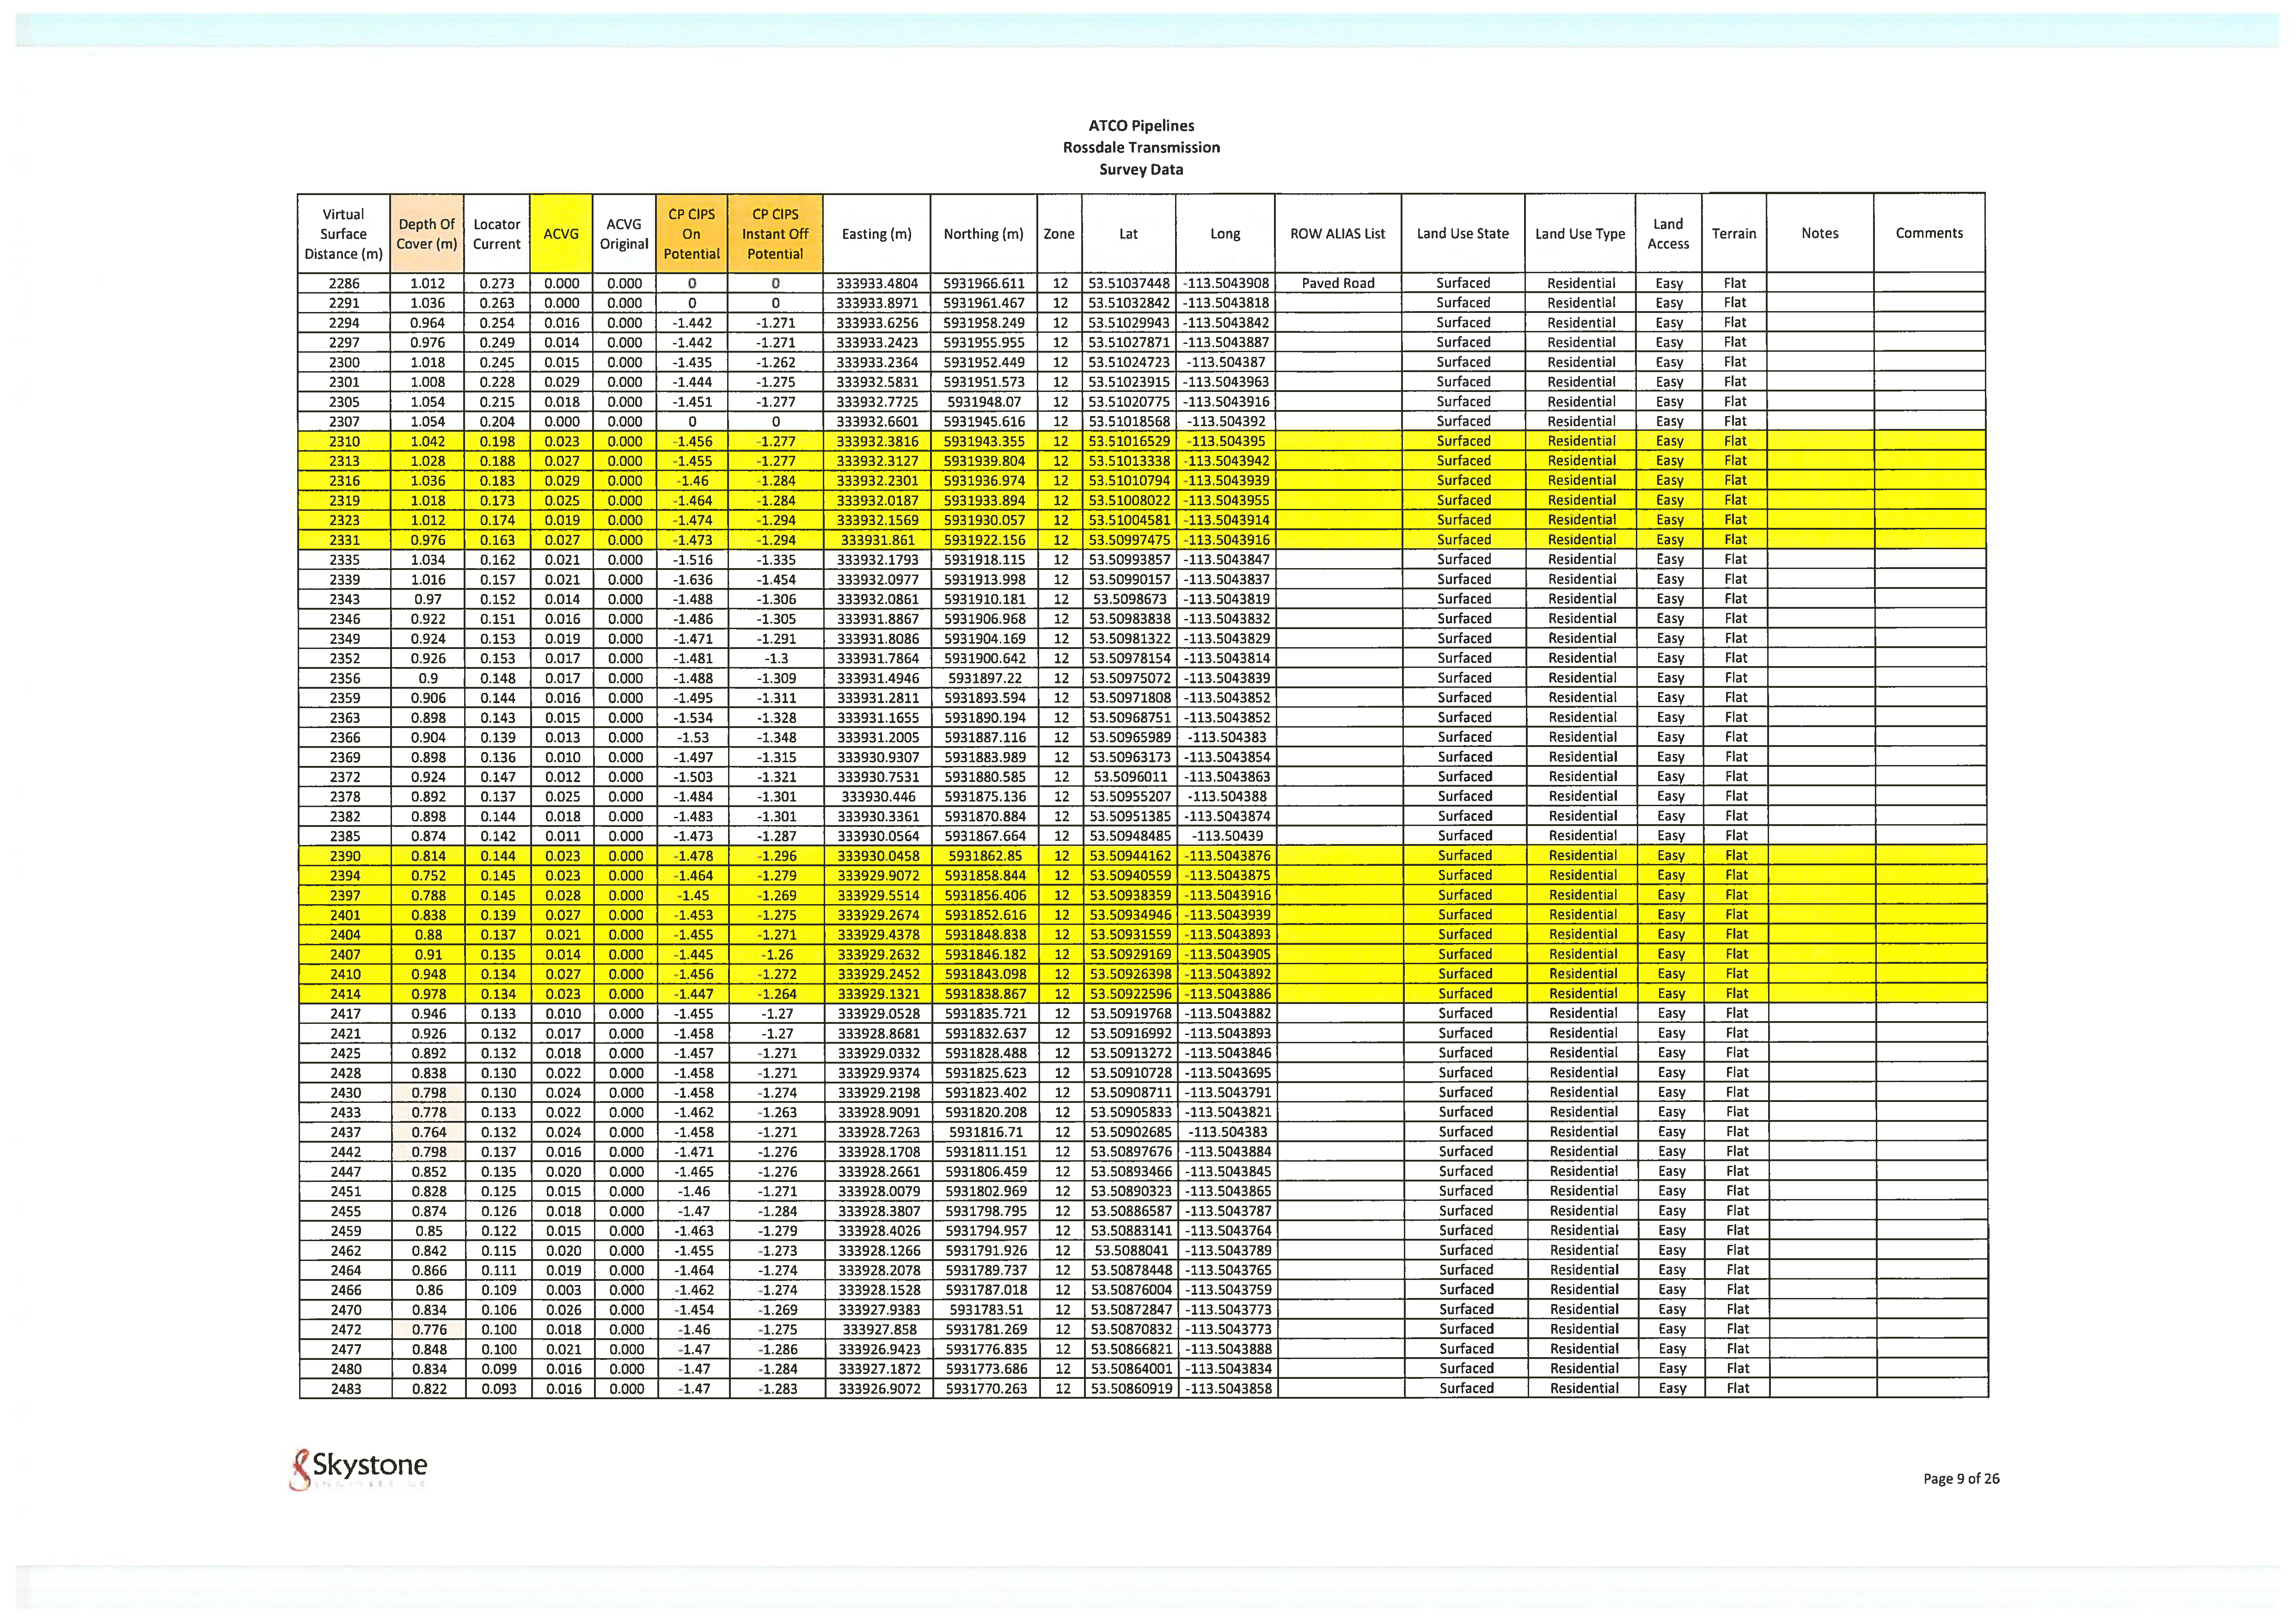 ATCO Pipelines
Rossdale Transmission
Survey Data
Virtual Surface Distance (m) Depth Of Cover (m) Locator Current ACVG ACVG Original CP CIPS On Potential CP CIPS Instant Off Potential Easting (m) Northing (m) Zone Lat Long ROW ALIAS List Land Use State Land Use Type Land Access Terrain Notes Comments
2286 1.012 0.273 0.000 0.000 0 0 333933.4804 5931966.611 12 53.51037448 -113.5043908 Paved Road Surfaced Residential Easy Flat
2291 1.036 0.263 0.000 0.000 0 0 333933.8971 5931961.467 12 53.51032842 -113.5043818 Surfaced Residential Easy Flat
2294 0.964 0.254 0.016 0.000 -1.442 -1.271 333933.6256 5931958.249 12 53.51029943 -113.5043842 Surfaced Residential Easy Flat
2297 0.976 0.249 0.014 0.000 -1.442 -1.271 333933.2423 5931955.955 12 53.51027871 -113.5043887 Surfaced Residential Easy Flat
2300 1.018 0.245 0.015 0.000 -1.435 -1.262 333933.2364 5931952.449 12 53.51024723 -113.504387 Surfaced Residential Easy Flat
2301 1.008 0.228 0.029 0.000 -1.444 -1.275 333932.5831 5931951.573 12 53.51023915 -113.5043963 Surfaced Residential Easy Flat
2305 1.054 0.215 0.018 0.000 -1.451 -1.277 333932.7725 5931948.07 12 53.51020775 -113.5043916 Surfaced Residential Easy Flat
2307 1.054 0.204 0.000 0.000 0 0 333932.6601 5931945.616 12 53.51018568 -113.504392 Surfaced Residential Easy Flat
2310 1.042 0.198 0.023 0.000 -1.456 -1.277 333932.3816 5931943.355 12 53.51016529 -113.504395 Surfaced Residential Easy Flat
2313 1.028 0.188 0.027 0.000 -1.455 -1.277 333932.3127 5931939.804 12 53.51013338 -113.5043942 Surfaced Residential Easy Flat
2316 1.036 0.183 0.029 0.000 -1.46 -1.284 333932.2301 5931936.974 12 53.51010794 -113.5043939 Surfaced Residential Easy Flat
2319 1.018 0.173 0.025 0.000 -1.464 -1.284 333932.0187 5931933.894 12 53.51008022 -113.5043955 Surfaced Residential Easy Flat
2323 1.012 0.174 0.019 0.000 -1.474 -1.294 333932.1569 5931930.057 12 53.51004581 -113.5043914 Surfaced Residential Easy Flat
2331 0.976 0.163 0.027 0.000 -1.473 -1.294 333931.861 5931922.156 12 53.50997475 -113.5043916 Surfaced Residential Easy Flat
2335 1.034 0.162 0.021 0.000 -1.516 -1.335 333932.1793 5931918.115 12 53.50993857 -113.5043847 Surfaced Residential Easy Flat
2339 1.016 0.157 0.021 0.000 -1.636 -1.454 333932.0977 5931913.998 12 53.50990157 -113.5043837 Surfaced Residential Easy Flat
2343 0.97 0.152 0.014 0.000 -1.488 -1.306 333932.0861 5931910.181 12 53.5098673 -113.5043819 Surfaced Residential Easy Flat
2346 0.922 0.151 0.016 0.000 -1.486 -1.305 333931.8867 5931906.968 12 53.50983838 -113.5043832 Surfaced Residential Easy Flat
2349 0.924 0.153 0.019 0.000 -1.471 -1.291 333931.8086 5931904.169 12 53.50981322 -113.5043829 Surfaced Residential Easy Flat
2352 0.926 0.153 0.017 0.000 -1.481 -1.3 333931.7864 5931900.642 12 53.50978154 -113.5043814 Surfaced Residential Easy Flat
2356 0.9 0.148 0.017 0.000 -1.488 -1.309 333931.4946 5931897.22 12 53.50975072 -113.5043839 Surfaced Residential Easy Flat
2359 0.906 0.144 0.016 0.000 -1.495 -1.311 333931.2811 5931893.594 12 53.50971808 -113.5043852 Surfaced Residential Easy Flat
2363 0.898 0.143 0.015 0.000 -1.534 -1.328 333931.1655 5931890.194 12 53.50968751 -113.5043852 Surfaced Residential Easy Flat
2366 0.904 0.139 0.013 0.000 -1.53 -1.348 333931.2005 5931887.116 12 53.50965989 -113.504383 Surfaced Residential Easy Flat
2369 0.898 0.136 0.010 0.000 -1.497 -1.315 333930.9307 5931883.989 12 53.50963173 -113.5043854 Surfaced Residential Easy Flat
2372 0.924 0.147 0.012 0.000 -1.503 -1.321 333930.7531 5931880.585 12 53.5096011 -113.5043863 Surfaced Residential Easy Flat
2378 0.892 0.137 0.025 0.000 -1.484 -1.301 333930.446 5931875.136 12 53.50955207 -113.504388 Surfaced Residential Easy Flat
2382 0.898 0.144 0.018 0.000 -1.483 -1.301 333930.3361 5931870.884 12 53.50951385 -113.5043874 Surfaced Residential Easy Flat
2385 0.874 0.142 0.011 0.000 -1.473 -1.287 333930.0564 5931867.664 12 53.50948485 -113.50439 Surfaced Residential Easy Flat
2390 0.814 0.144 0.023 0.000 -1.478 -1.296 333930.0458 5931862.85 12 53.50944162 -113.5043876 Surfaced Residential Easy Flat
2394 0.752 0.145 0.023 0.000 -1.464 -1.279 333929.9072 5931858.844 12 53.50940559 -113.5043875 Surfaced Residential Easy Flat
2397 0.788 0.145 0.028 0.000 -1.45 -1.269 333929.5514 5931856.406 12 53.50938359 -113.5043916 Surfaced Residential Easy Flat
2401 0.838 0.139 0.027 0.000 -1.453 -1.275 333929.2674 5931852.616 12 53.50934946 -113.5043939 Surfaced Residential Easy Flat
2404 0.88 0.137 0.021 0.000 -1.455 -1.271 333929.4378 5931848.838 12 53.50931559 -113.5043893 Surfaced Residential Easy Flat
2407 0.91 0.135 0.014 0.000 -1.445 -1.26 333929.2632 5931846.182 12 53.50929169 -113.5043905 Surfaced Residential Easy Flat
2410 0.948 0.134 0.027 0.000 -1.456 -1.272 333929.2452 5931843.098 12 53.50926398 -113.5043892 Surfaced Residential Easy Flat
2414 0.978 0.134 0.023 0.000 -1.447 -1.264 333929.1321 5931838.867 12 53.50922596 -113.5043886 Surfaced Residential Easy Flat
2417 0.946 0.133 0.010 0.000 -1.455 -1.27 333929.0528 5931835.721 12 53.50919768 -113.5043882 Surfaced Residential Easy Flat
2421 0.926 0.132 0.017 0.000 -1.458 -1.27 333928.8681 5931832.637 12 53.50916992 -113.5043893 Surfaced Residential Easy Flat
2425 0.892 0.132 0.018 0.000 -1.457 -1.271 333929.0332 5931828.488 12 53.50913272 -113.5043846 Surfaced Residential Easy Flat
2428 0.838 0.130 0.022 0.000 -1.458 -1.271 333929.9374 5931825.623 12 53.50910728 -113.5043695 Surfaced Residential Easy Flat
2430 0.798 0.130 0.024 0.000 -1.458 -1.274 333929.2198 5931823.402 12 53.50908711 -113.5043791 Surfaced Residential Easy Flat
2433 0.778 0.133 0.022 0.000 -1.462 -1.263 333928.9091 5931820.208 12 53.50905833 -113.5043821 Surfaced Residential Easy Flat
2437 0.764 0.132 0.024 0.000 -1.458 -1.271 333928.7263 5931816.71 12 53.50902685 -113.504383 Surfaced Residential Easy Flat
2442 0.798 0.137 0.016 0.000 -1.471 -1.276 333928.1708 5931811.151 12 53.50897676 -113.5043884 Surfaced Residential Easy Flat
2447 0.852 0.135 0.020 0.000 -1.465 -1.276 333928.2661 5931806.459 12 53.50893466 -113.5043845 Surfaced Residential Easy Flat
2451 0.828 0.125 0.015 0.000 -1.46 -1.271 333928.0079 5931802.969 12 53.50890323 -113.5043865 Surfaced Residential Easy Flat
2455 0.874 0.126 0.018 0.000 -1.47 -1.284 333928.3807 5931798.795 12 53.50886587 -113.5043787 Surfaced Residential Easy Flat
2459 0.85 0.122 0.015 0.000 -1.463 -1.279 333928.4026 5931794.957 12 53.50883141 -113.5043764 Surfaced Residential Easy Flat
2462 0.842 0.115 0.020 0.000 -1.455 -1.273 333928.1266 5931791.926 12 53.5088041 -113.5043789 Surfaced Residential Easy Flat
2464 0.866 0.111 0.019 0.000 -1.464 -1.274 333928.2078 5931789.737 12 53.50878448 -113.5043765 Surfaced Residential Easy Flat
2466 0.86 0.109 0.003 0.000 -1.462 -1.274 333928.1528 5931787.018 12 53.50876004 -113.5043759 Surfaced Residential Easy Flat
2470 0.834 0.106 0.026 0.000 -1.454 -1.269 333927.9383 5931783.51 12 53.50872847 -113.5043773 Surfaced Residential Easy Flat
2472 0.776 0.100 0.018 0.000 -1.46 -1.275 333927.858 5931781.269 12 53.50870832 -113.5043773 Surfaced Residential Easy Flat
2477 0.848 0.100 0.021 0.000 -1.47 -1.286 333926.9423 5931776.835 12 53.50866821 -113.5043888 Surfaced Residential Easy Flat
2480 0.834 0.099 0.016 0.000 -1.47 -1.284 333927.1872 5931773.686 12 53.50864001 -113.5043834 Surfaced Residential Easy Flat
2483 0.822 0.093 0.016 0.000 -1.47 -1.283 333926.9072 5931770.263 12 53.50860919 -113.5043858 Surfaced Residential Easy Flat
Skystone
Page 9 of 26